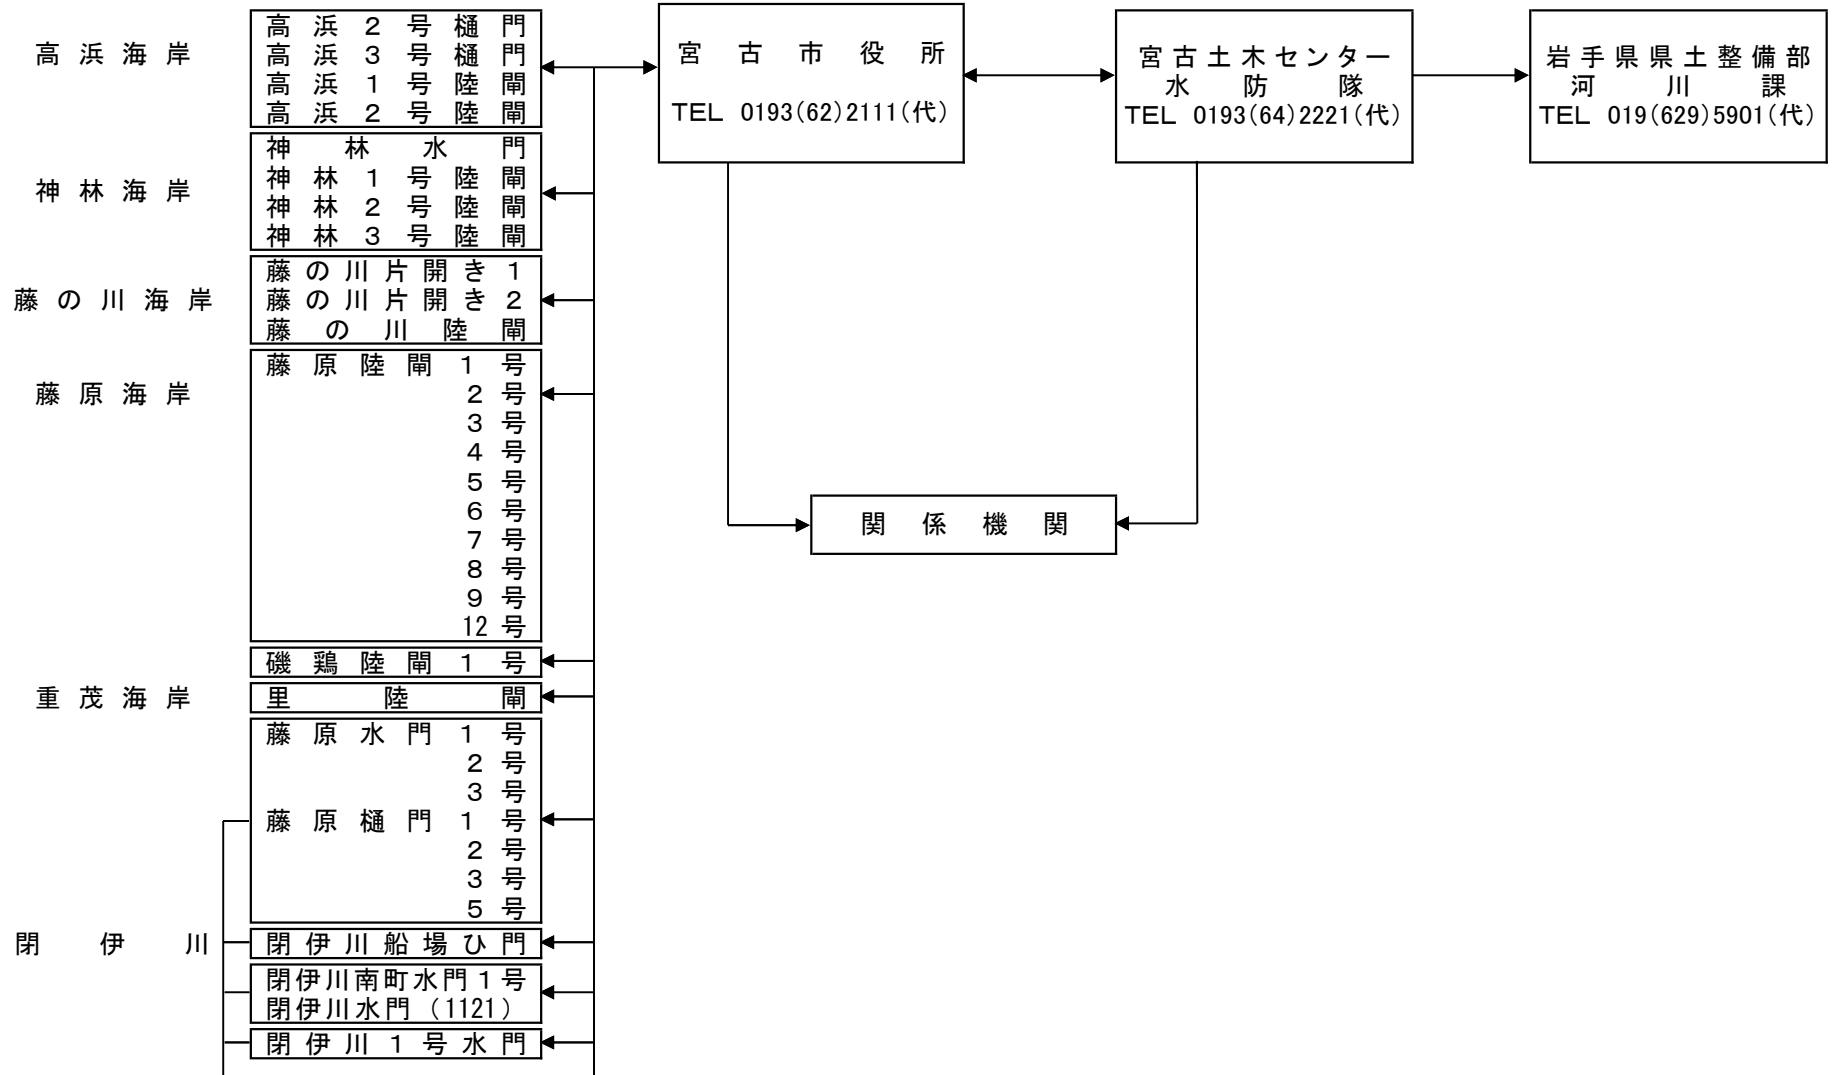 高浜海岸
高浜２号樋門
高浜３号樋門
高浜１号陸閘
高浜２号陸閘
神林海岸
神林水門
神林１号陸閘
神林２号陸閘
神林３号陸閘
藤の川海岸
藤の川片開き１
藤の川片開き２
藤の川陸閘
藤原海岸
藤原陸閘１号
２号
３号
４号
５号
６号
７号
８号
９号
12号
磯鶏陸閘１号
重茂海岸
里陸閘
藤原水門１号
２号
３号
藤原樋門１号
２号
３号
５号
閉伊川
閉伊川船場ひ門
閉伊川南町水門１号
閉伊川水門（1121）
閉伊川１号水門
宮古市役所
ＴＥＬ 0193(62)2111(代)
宮古土木センター
水防隊
ＴＥＬ 0193(64)2221(代)
岩手県県土整備部
河川課
ＴＥＬ 019(629)5901(代)
関係機関